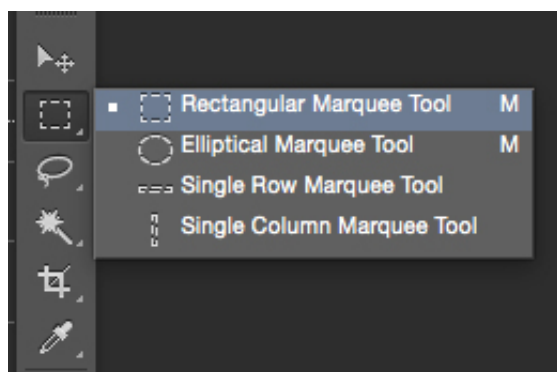 Rectangular Marquee Tool M
Elliptical Marquee Tool M
Single Row Marquee Tool
Single Column Marquee Tool